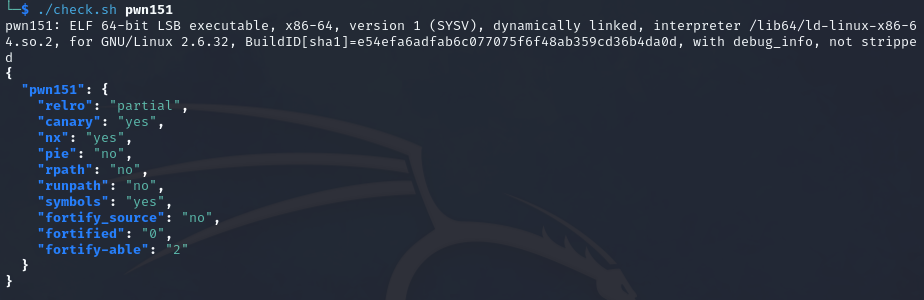 └─$ ./check.sh pwn151
pwn151: ELF 64-bit LSB executable, x86-64, version 1 (SYSV), dynamically linked, interpreter /lib64/ld-linux-x86-6
4.so.2, for GNU/Linux 2.6.32, BuildID[sha1]=e54efa6adfab6c077075f6f48ab359cd36b4da0d, with debug_info, not strippe
d
{
  "pwn151": {
    "relro": "partial",
    "canary": "yes",
    "nx": "yes",
    "pie": "no",
    "rpath": "no",
    "runpath": "no",
    "symbols": "yes",
    "fortify_source": "no",
    "fortified": "0",
    "fortify-able": "2"
  }
}